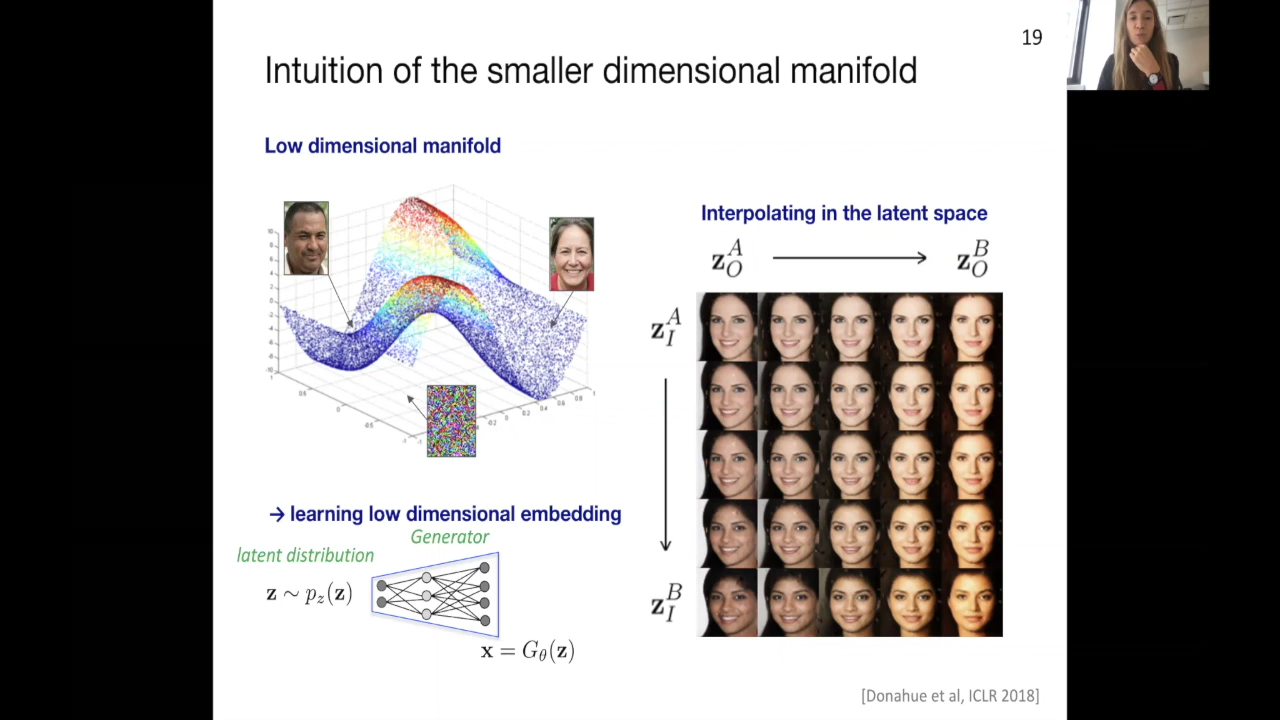 19
Intuition of the smaller dimensional manifold
Low dimensional manifold
Interpolating in the latent space
z_O^A → z_O^B
z_I^A
z_I^B
→ learning low dimensional embedding
Generator
latent distribution
z ∼ p_z(z)
x = G_θ(z)
[Donahue et al, ICLR 2018]